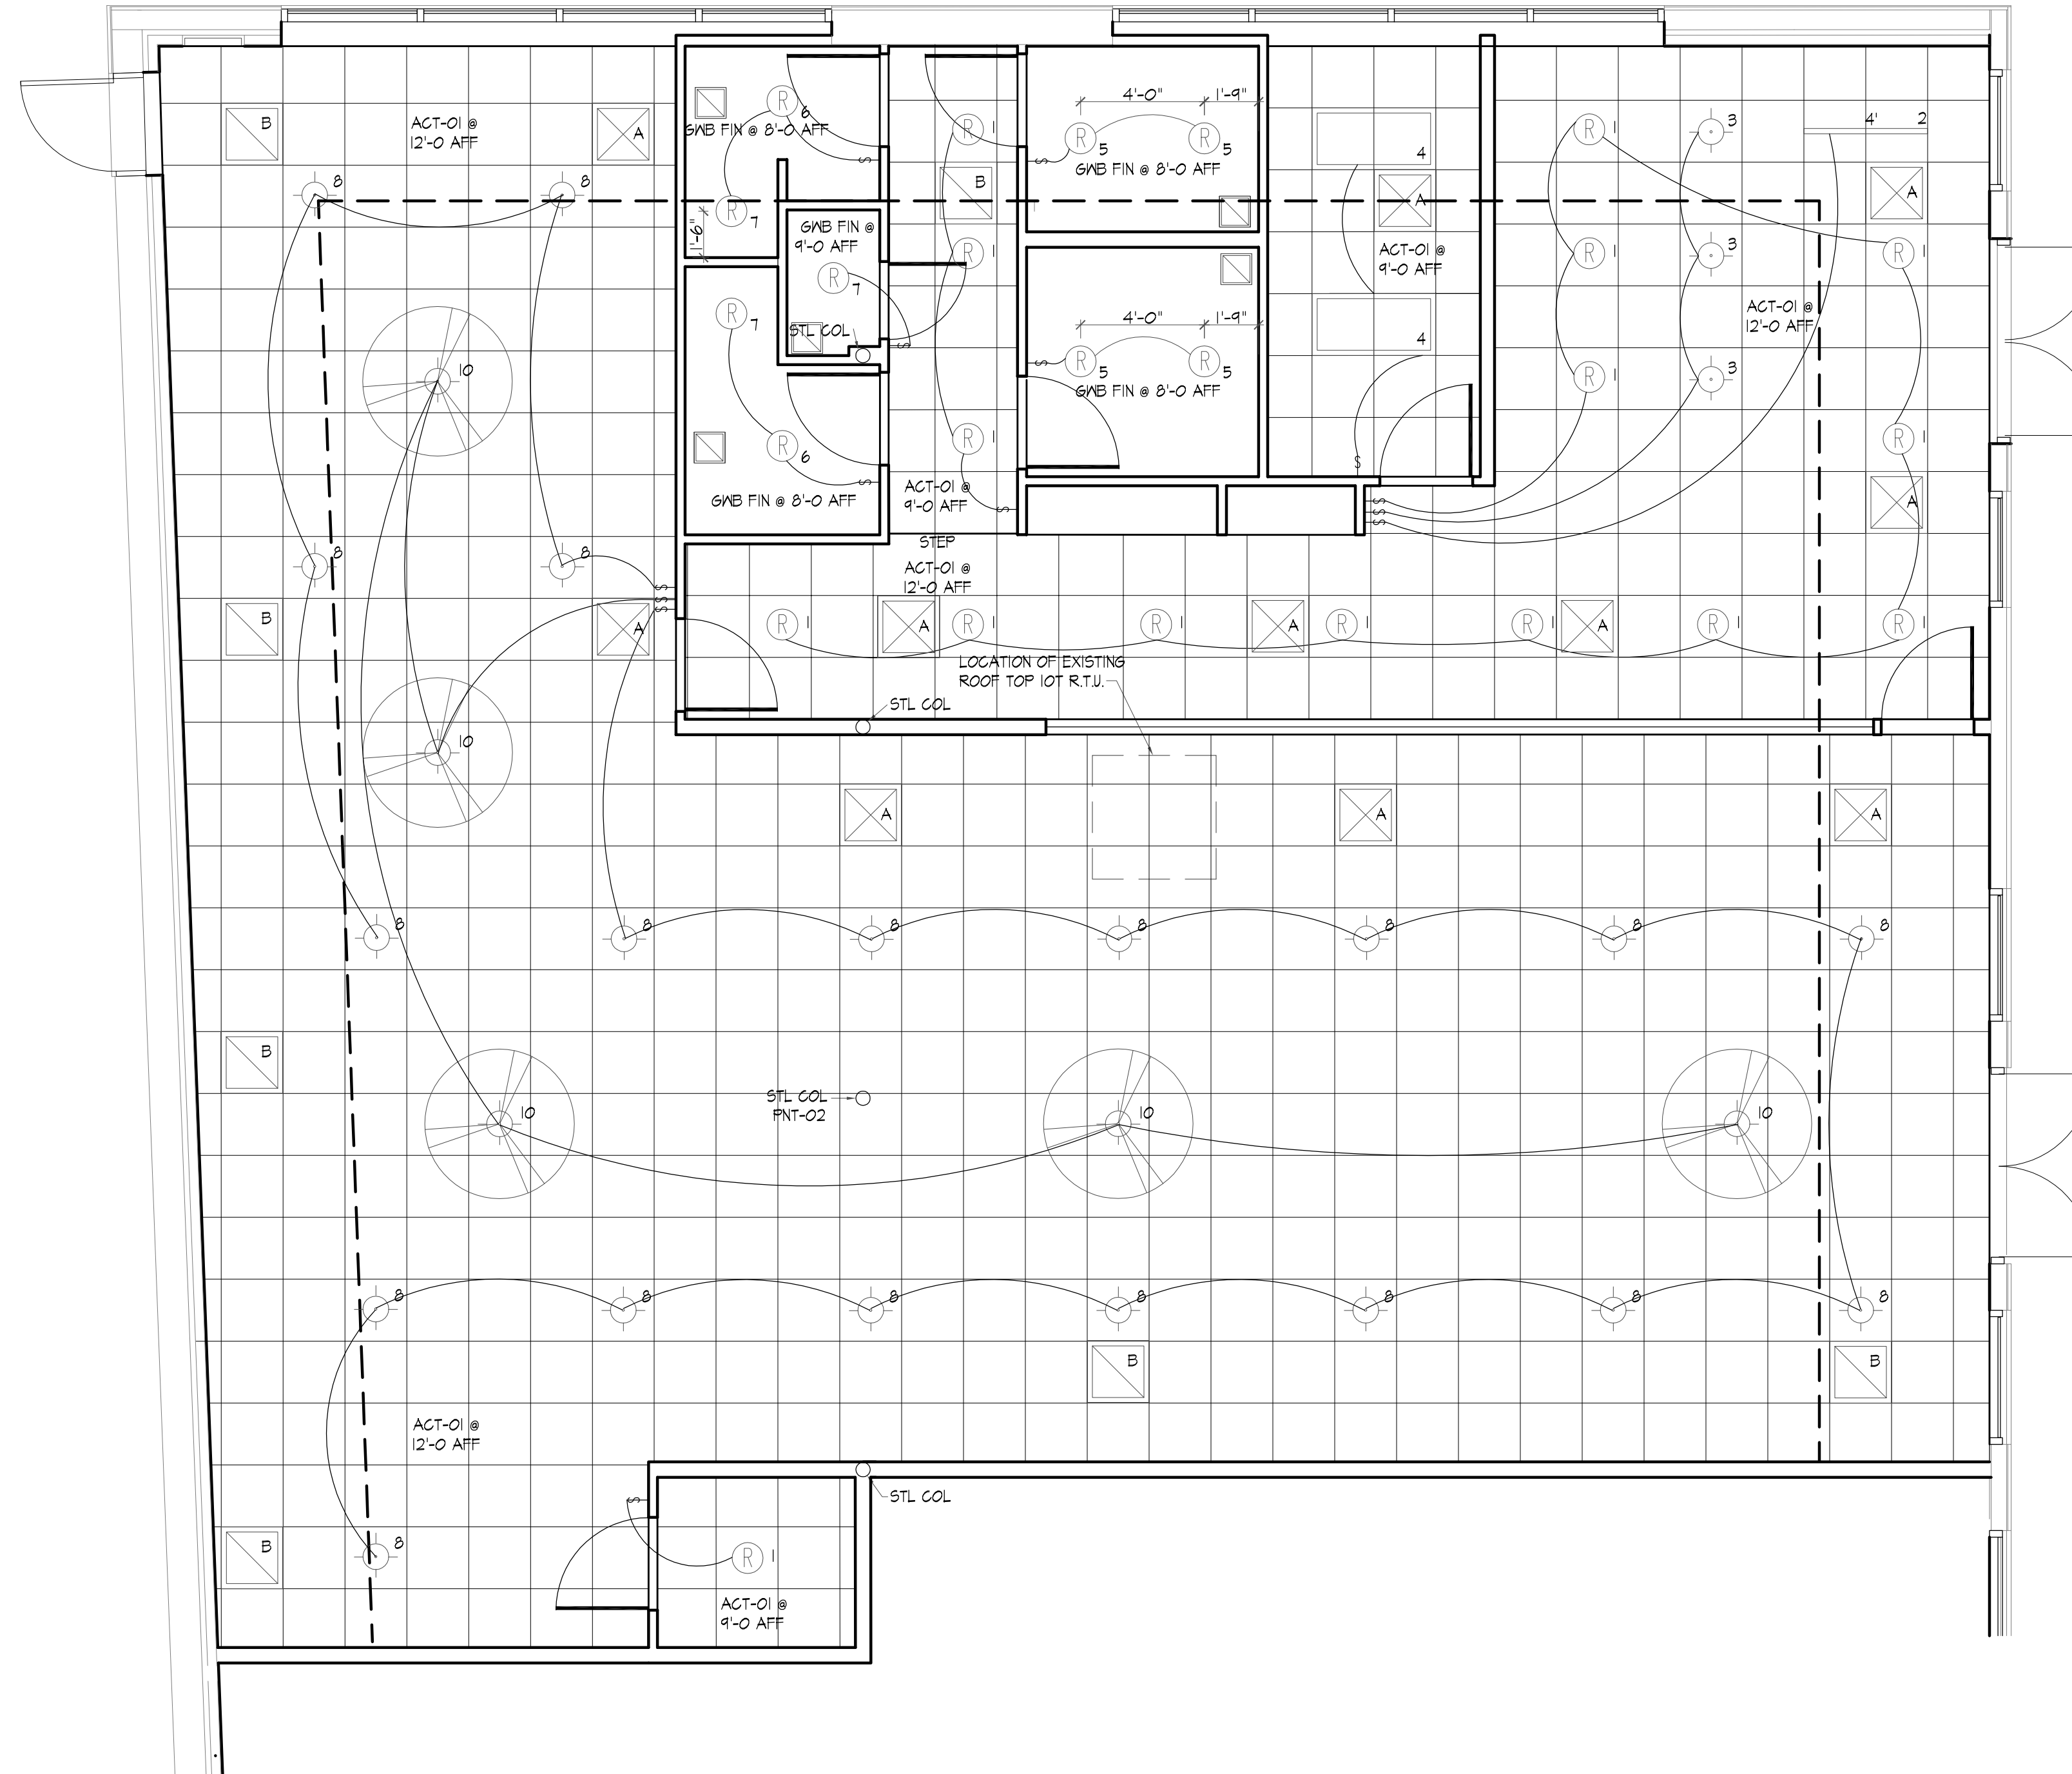 B
ACT-01 @
12'-0 AFF
A
8
8
10
8
8
B
A
10
R
6
GWB FIN @ 8'-0 AFF
R
7
1'-6"
GWB FIN @
9'-0 AFF
R
7
STL COL
R
7
R
6
GWB FIN @ 8'-0 AFF
S
S
S
S
S
S
R
1
B
R
1
R
1
ACT-01 @
9'-0 AFF
S
STEP
ACT-01 @
12'-0 AFF
4'-0"
1'-9"
S
R
5
R
5
GWB FIN @ 8'-0 AFF
4'-0"
1'-9"
S
R
5
R
5
GWB FIN @ 8'-0 AFF
4
A
ACT-01 @
9'-0 AFF
4
S
R
1
3
4'
2
A
R
1
3
R
1
ACT-01 @
12'-0 AFF
R
1
3
R
1
A
S
S
S
R
1
A
R
1
R
1
A
R
1
R
1
A
R
1
R
1
LOCATION OF EXISTING
ROOF TOP 10T R.T.U.
STL COL
A
A
A
8
8
8
8
8
8
8
B
10
STL COL
PNT-02
10
10
8
8
8
8
8
8
8
B
B
ACT-01 @
12'-0 AFF
STL COL
S
B
8
R
1
ACT-01 @
9'-0 AFF